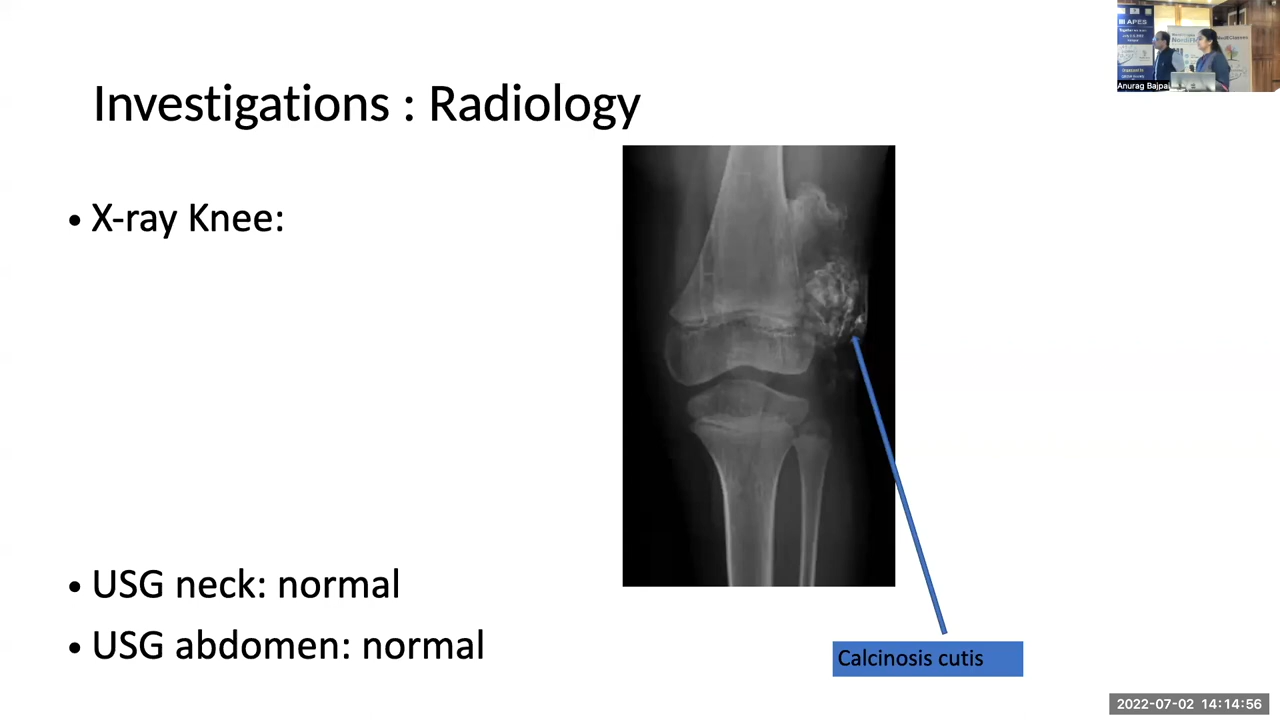 Investigations : Radiology
• X-ray Knee:
• USG neck: normal
• USG abdomen: normal
Calcinosis cutis
APES
Anurag Bajpai
2022-07-02 14:14:56